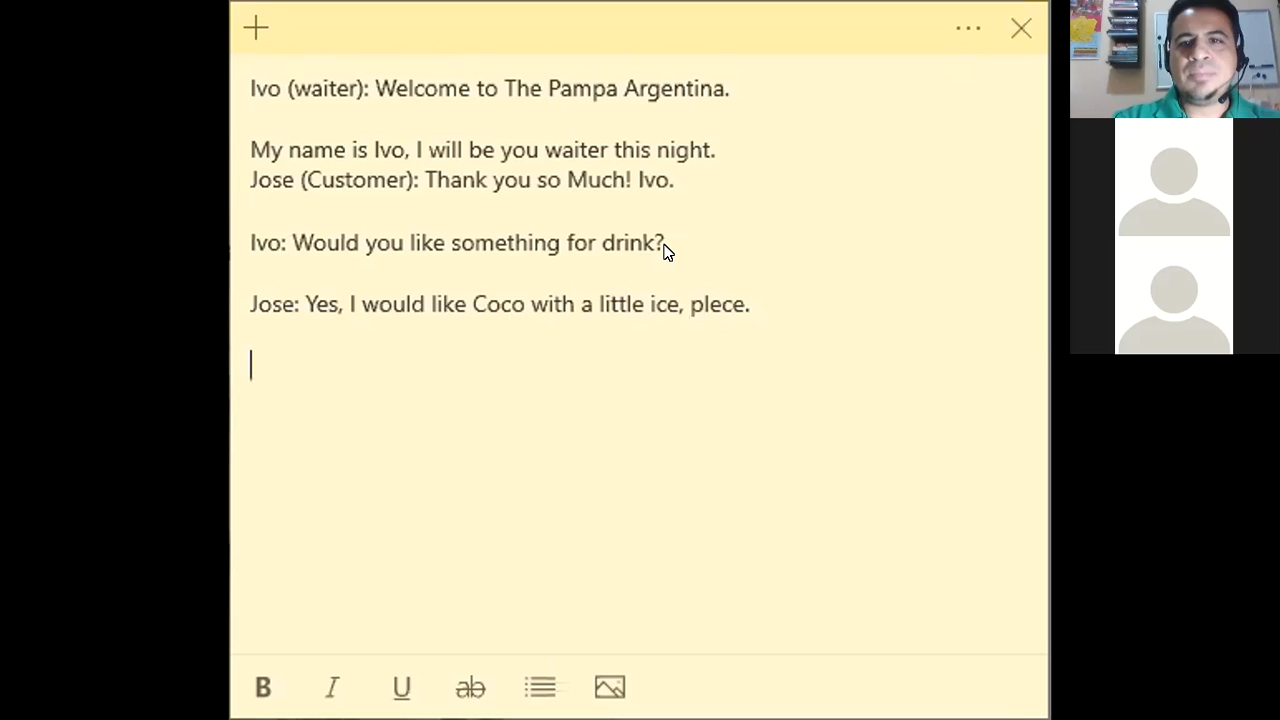 Ivo (waiter): Welcome to The Pampa Argentina.
My name is Ivo, I will be you waiter this night.
Jose (Customer): Thank you so Much! Ivo.
Ivo: Would you like something for drink?
Jose: Yes, I would like Coco with a little ice, plece.
B I U ab